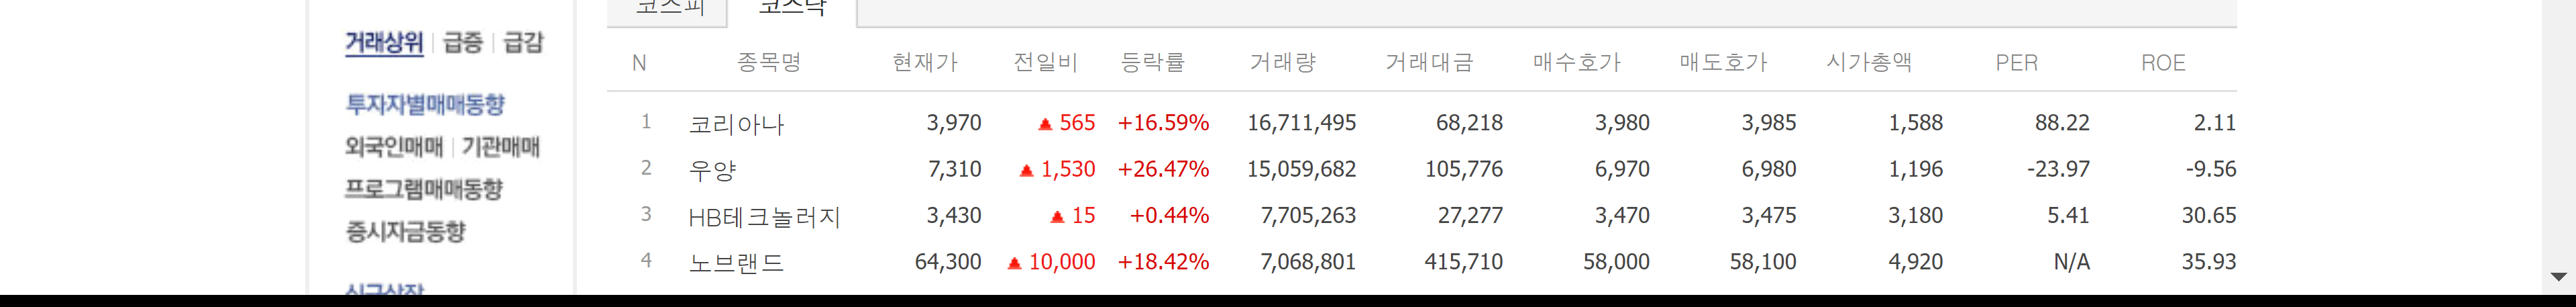 코스피 코스닥
거래상위 급증 급감
투자자별매매동향
외국인매매 기관매매
프로그램매매동향
증시자금동향
신규상장
N 종목명 현재가 전일비 등락률 거래량 거래대금 매수호가 매도호가 시가총액 PER ROE
1 코리아나 3,970 ▲ 565 +16.59% 16,711,495 68,218 3,980 3,985 1,588 88.22 2.11
2 우양 7,310 ▲ 1,530 +26.47% 15,059,682 105,776 6,970 6,980 1,196 -23.97 -9.56
3 HB테크놀러지 3,430 ▲ 15 +0.44% 7,705,263 27,277 3,470 3,475 3,180 5.41 30.65
4 노브랜드 64,300 ▲ 10,000 +18.42% 7,068,801 415,710 58,000 58,100 4,920 N/A 35.93